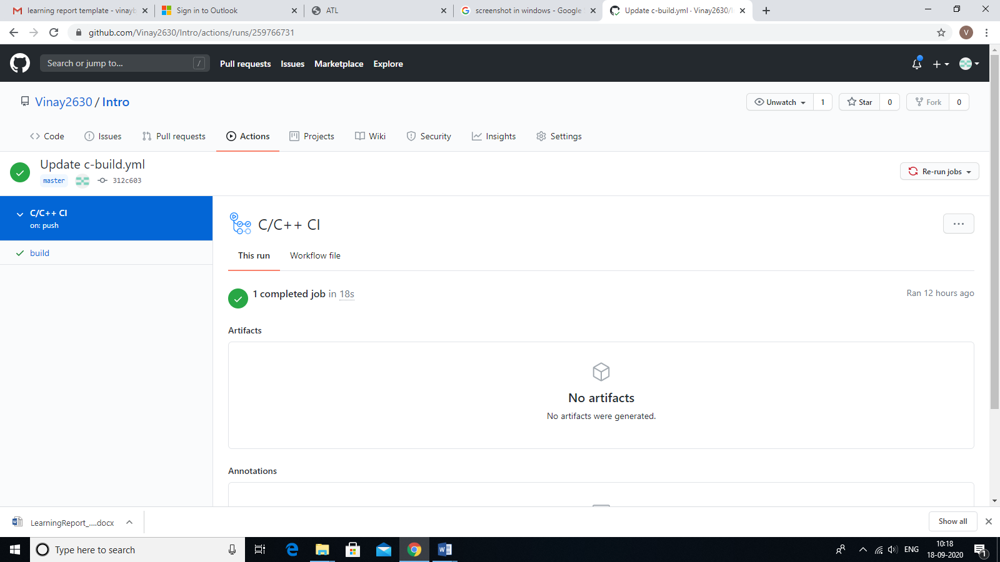 learning report template - vinayb
Sign in to Outlook
ATL
screenshot in windows - Google
Update c-build.yml · Vinay2630/I
github.com/Vinay2630/Intro/actions/runs/259766731
V
Search or jump to...
/
Pull requests
Issues
Marketplace
Explore
Vinay2630 / Intro
Unwatch
1
Star
0
Fork
0
Code
Issues
Pull requests
Actions
Projects
Wiki
Security
Insights
Settings
Update c-build.yml
master
312c603
Re-run jobs
C/C++ CI
on: push
build
C/C++ CI
This run
Workflow file
1 completed job in 18s
Ran 12 hours ago
Artifacts
No artifacts
No artifacts were generated.
Annotations
LearningReport_....docx
Show all
Type here to search
ENG
10:18
18-09-2020
1